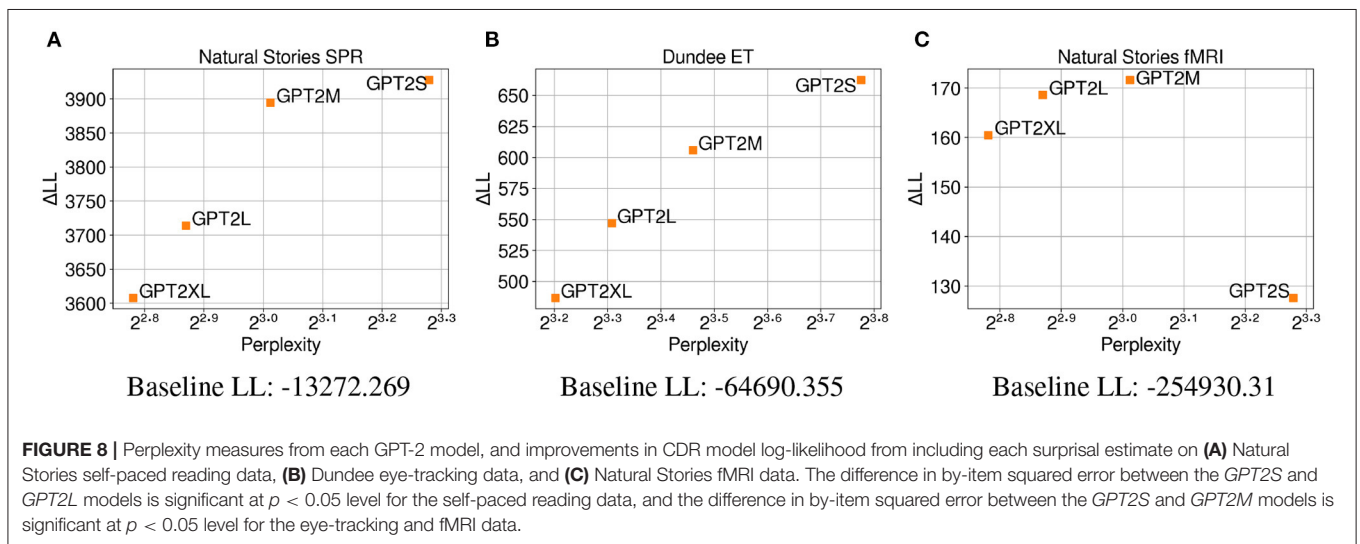 A
Natural Stories SPR
ΔLL
3900
3850
3800
3750
3700
3650
3600
GPT2S
GPT2M
GPT2L
GPT2XL
2^2.8 2^2.9 2^3.0 2^3.1 2^3.2 2^3.3
Perplexity
Baseline LL: -13272.269
B
Dundee ET
ΔLL
650
625
600
575
550
525
500
GPT2S
GPT2M
GPT2L
GPT2XL
2^3.2 2^3.3 2^3.4 2^3.5 2^3.6 2^3.7 2^3.8
Perplexity
Baseline LL: -64690.355
C
Natural Stories fMRI
ΔLL
170
160
150
140
130
GPT2M
GPT2L
GPT2XL
GPT2S
2^2.8 2^2.9 2^3.0 2^3.1 2^3.2 2^3.3
Perplexity
Baseline LL: -254930.31
FIGURE 8 | Perplexity measures from each GPT-2 model, and improvements in CDR model log-likelihood from including each surprisal estimate on (A) Natural
Stories self-paced reading data, (B) Dundee eye-tracking data, and (C) Natural Stories fMRI data. The difference in by-item squared error between the GPT2S and
GPT2L models is significant at p < 0.05 level for the self-paced reading data, and the difference in by-item squared error between the GPT2S and GPT2M models is
significant at p < 0.05 level for the eye-tracking and fMRI data.